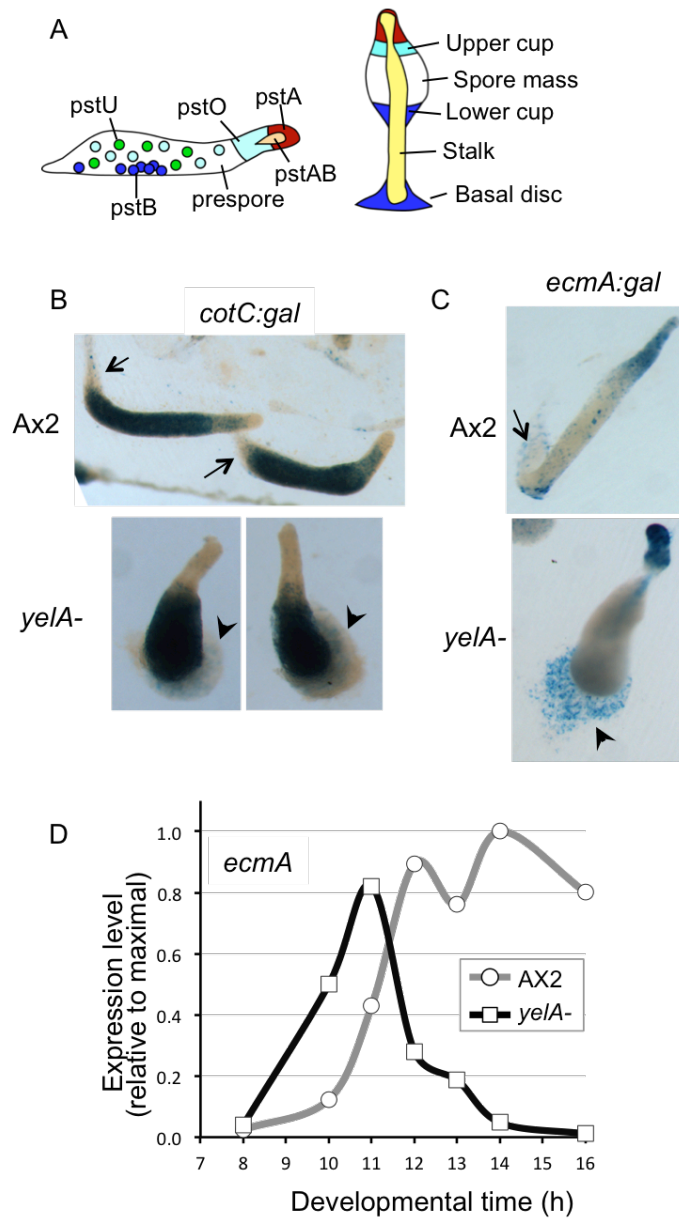 A
pstU
pstO
pstA
pstAB
pstB
prespore
Upper cup
Spore mass
Lower cup
Stalk
Basal disc
B
cotC:gal
Ax2
yelA-
C
ecmA:gal
Ax2
yelA-
D
ecmA
Expression level
(relative to maximal)
1.0
0.8
0.6
0.4
0.2
0.0
AX2
yelA-
7 8 9 10 11 12 13 14 15 16
Developmental time (h)